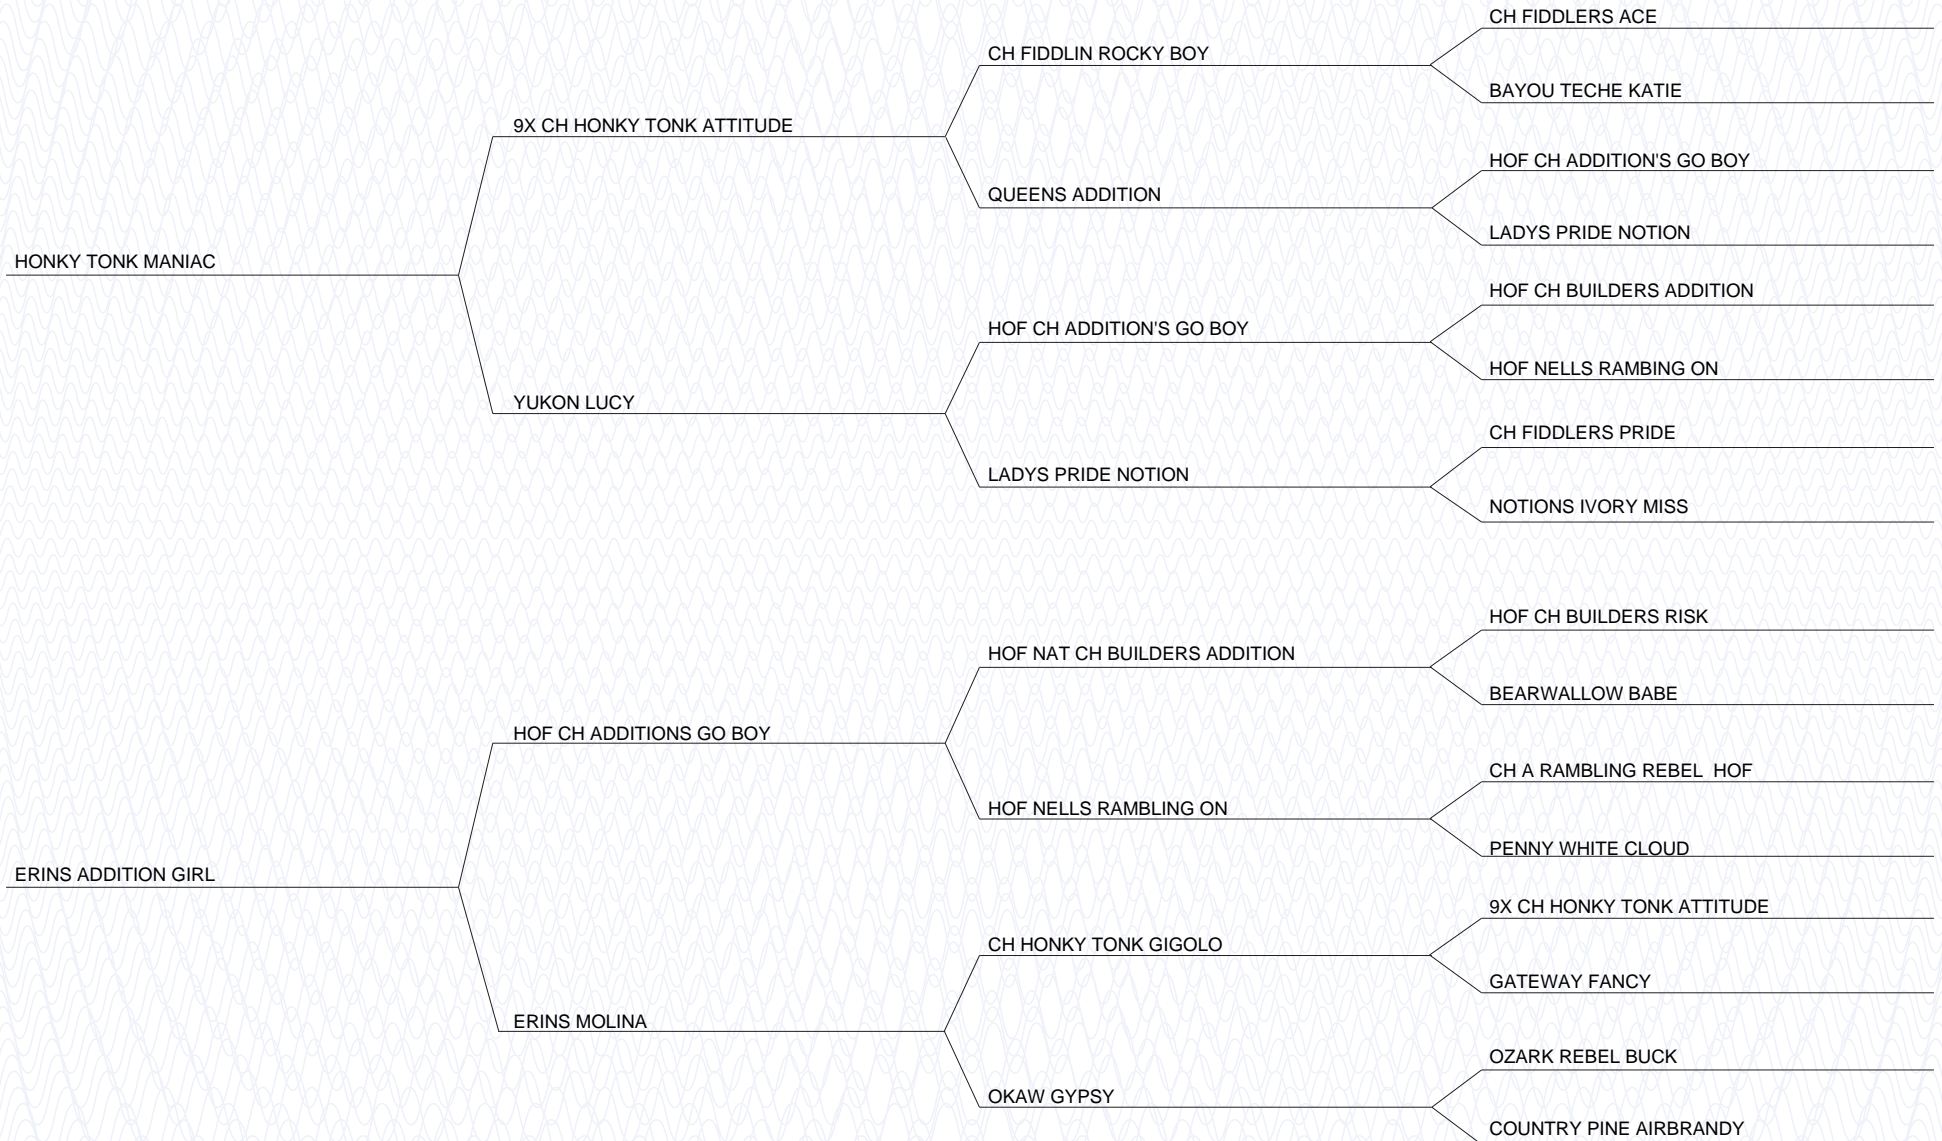 CH FIDDLERS ACE
CH FIDDLIN ROCKY BOY
BAYOU TECHE KATIE
9X CH HONKY TONK ATTITUDE
HOF CH ADDITION'S GO BOY
QUEENS ADDITION
LADYS PRIDE NOTION
HONKY TONK MANIAC
HOF CH BUILDERS ADDITION
HOF CH ADDITION'S GO BOY
HOF NELLS RAMBING ON
YUKON LUCY
CH FIDDLERS PRIDE
LADYS PRIDE NOTION
NOTIONS IVORY MISS
HOF CH BUILDERS RISK
HOF NAT CH BUILDERS ADDITION
BEARWALLOW BABE
HOF CH ADDITIONS GO BOY
CH A RAMBLING REBEL  HOF
HOF NELLS RAMBLING ON
PENNY WHITE CLOUD
ERINS ADDITION GIRL
9X CH HONKY TONK ATTITUDE
CH HONKY TONK GIGOLO
GATEWAY FANCY
ERINS MOLINA
OZARK REBEL BUCK
OKAW GYPSY
COUNTRY PINE AIRBRANDY